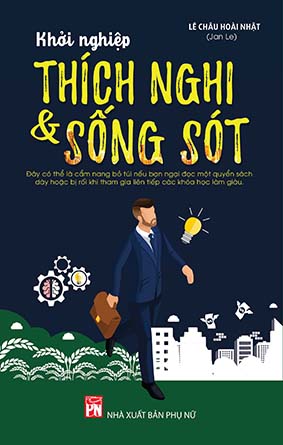 LÊ CHÂU HOÀI NHẬT
(Jan Le)
Khởi nghiệp
THÍCH NGHI
& SỐNG SÓT
Đây có thể là cẩm nang bỏ túi nếu bạn ngại đọc một quyển sách
dày hoặc bị rối khi tham gia liên tiếp các khóa học làm giàu.
PN
NHÀ XUẤT BẢN PHỤ NỮ